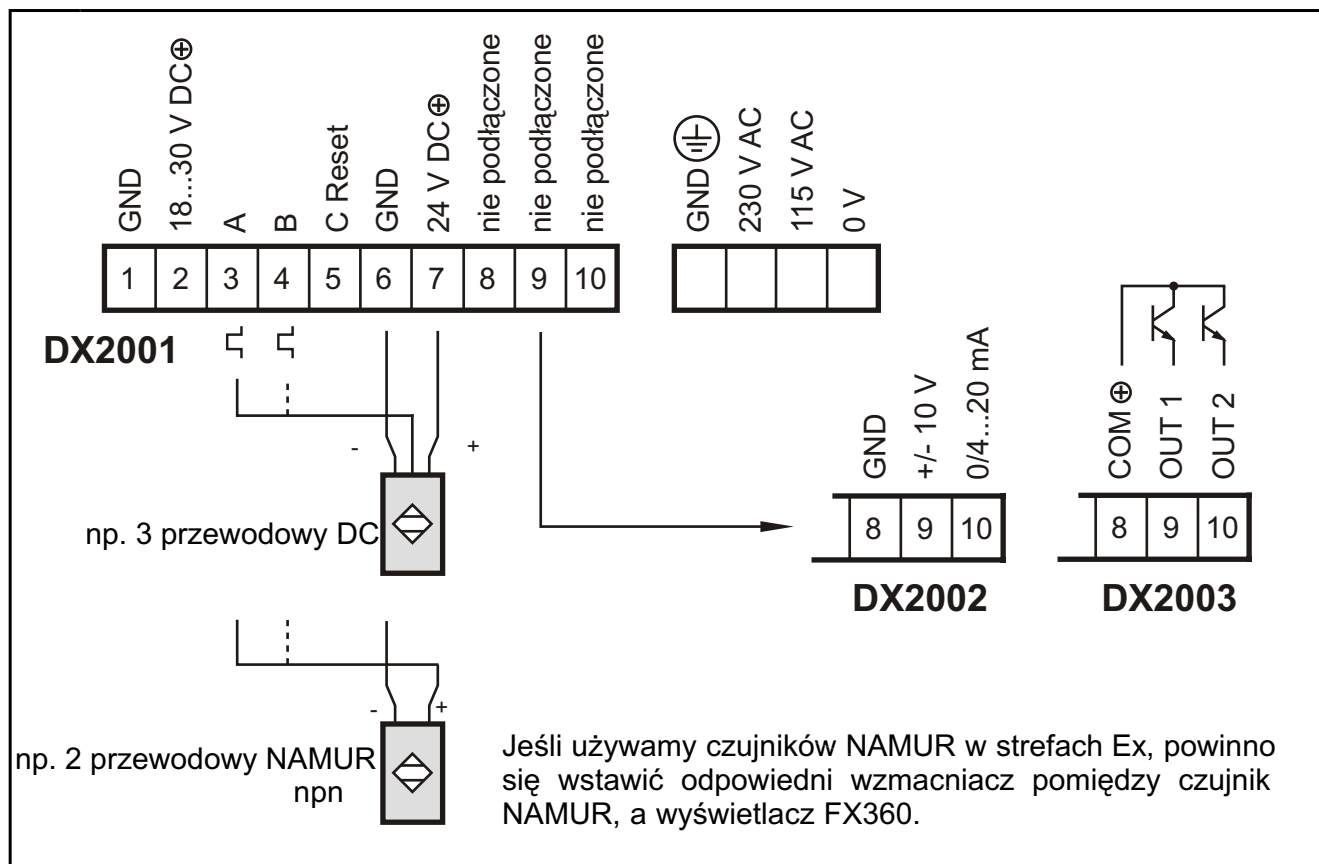 GND
18...30 V DC⊕
A
B
C Reset
GND
24 V DC⊕
nie podłączone
nie podłączone
nie podłączone
GND
230 V AC
115 V AC
0 V
1 2 3 4 5 6 7 8 9 10
DX2001
- +
np. 3 przewodowy DC
GND
+/- 10 V
0/4...20 mA
8 9 10
DX2002
COM ⊕
OUT 1
OUT 2
8 9 10
DX2003
- +
np. 2 przewodowy NAMUR
npn
Jeśli używamy czujników NAMUR w strefach Ex, powinno
się wstawić odpowiedni wzmacniacz pomiędzy czujnik
NAMUR, a wyświetlacz FX360.